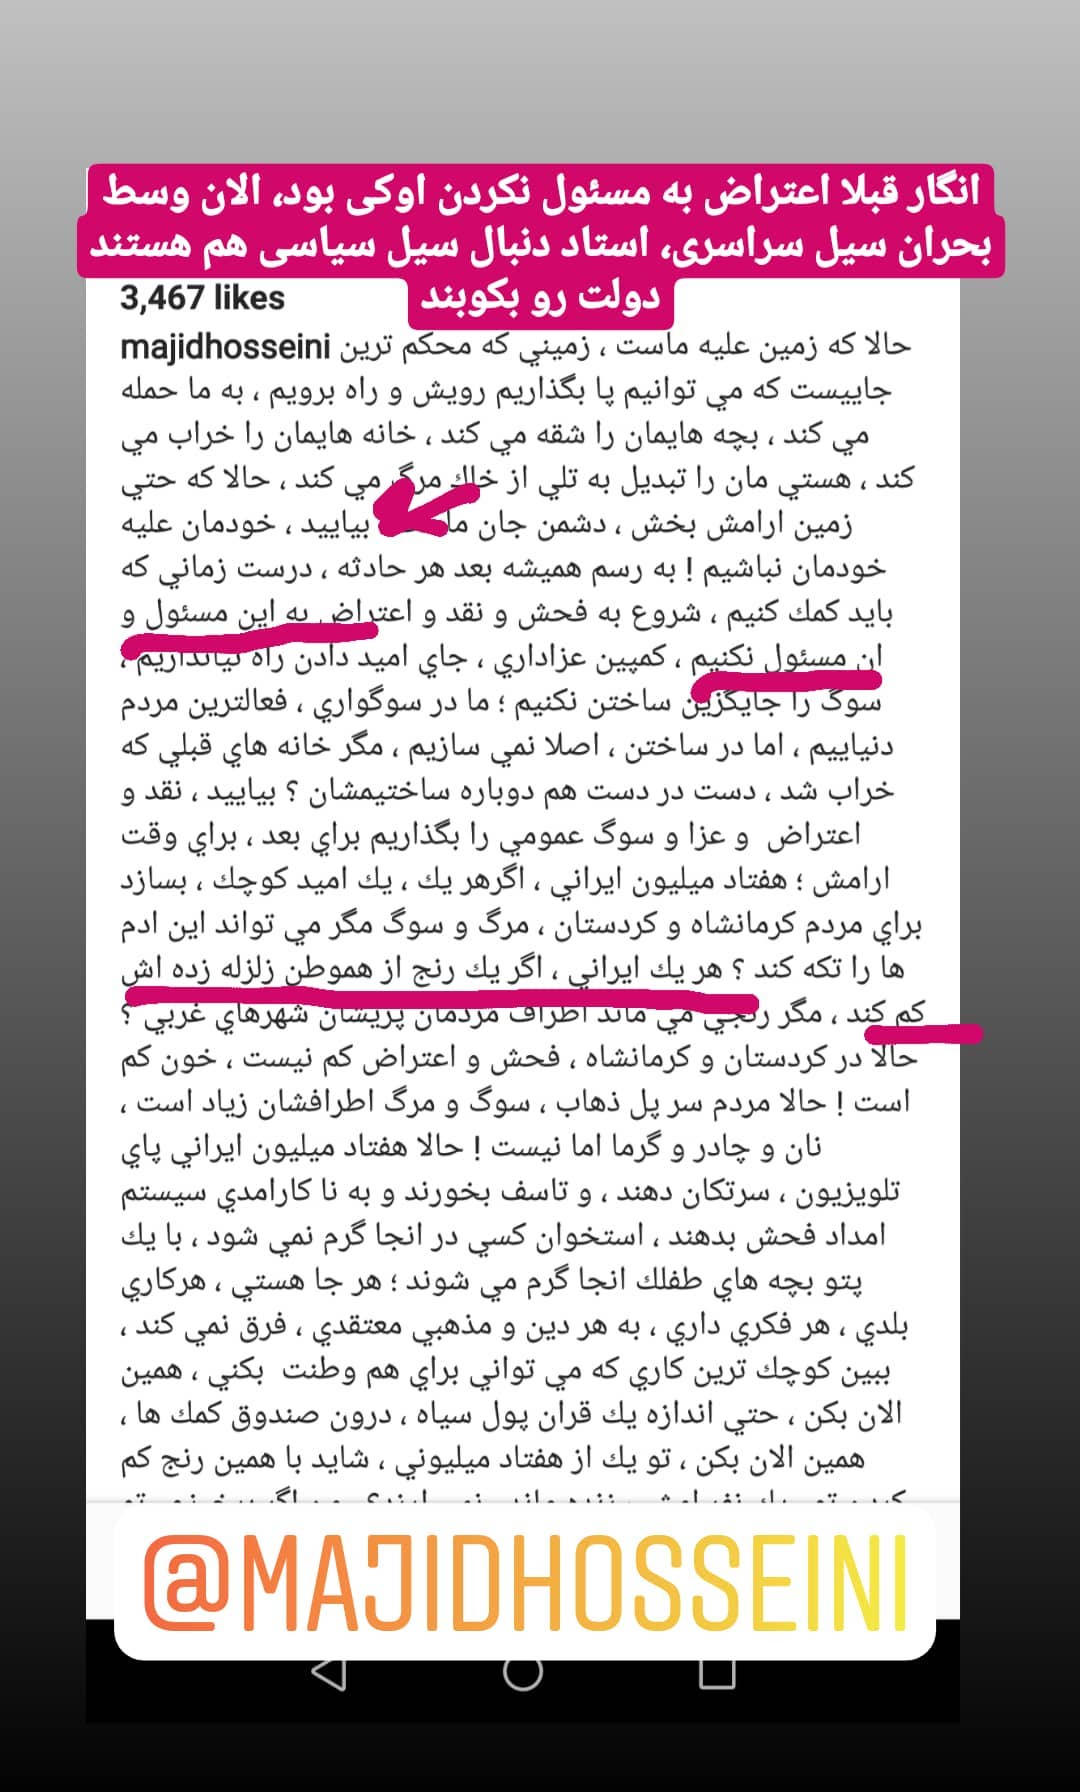 انگار قبلا اعتراض به مسئول نکردن اوکی بود، الان وسط
بحران سیل سراسری، استاد دنبال سیل سیاسی هم هستند
دولت رو بکوبند
3,467 likes
majidhosseini حالا كه زمين عليه ماست ، زميني كه محكم ترين
جاييست كه مي توانيم پا بگذاريم رويش و راه برويم ، به ما حمله
مي كند ، بچه هايمان را شقه مي كند ، خانه هايمان را خراب مي
كند ، هستي مان را تبديل به تلي از خاك مرگ مي كند ، حالا كه حتي
زمين ارامش بخش ، دشمن جان بياييد ، خودمان عليه
خودمان نباشيم ! به رسم هميشه بعد هر حادثه ، درست زماني كه
بايد كمك كنيم ، شروع به فحش و نقد و اعتراض به اين مسئول و
ان مسئول نكنيم ، كمپين عزاداري ، جاي اميد دادن راه نياندازيم ،
سوگ را جايگزين ساختن نكنيم ؛ ما در سوگواري ، فعالترين مردم
دنياييم ، اما در ساختن ، اصلا نمي سازيم ، مگر خانه هاي قبلي كه
خراب شد ، دست در دست هم دوباره ساختيمشان ؟ بياييد ، نقد و
اعتراض و عزا و سوگ عمومي را بگذاريم براي بعد ، براي وقت
ارامش ؛ هفتاد ميليون ايراني ، اگرهر يك ، يك اميد كوچك ، بسازد
براي مردم كرمانشاه و كردستان ، مرگ و سوگ مگر مي تواند اين ادم
ها را تكه كند ؟ هر يك ايراني ، اگر يك رنج از هموطن زلزله زده اش
كم كند ، مگر رنجي مي ماند اطراف مردمان پريشان شهرهاي غربي ؟
حالا در كردستان و كرمانشاه ، فحش و اعتراض كم نيست ، خون كم
است ! حالا مردم سر پل ذهاب ، سوگ و مرگ اطرافشان زياد است ،
نان و چادر و گرما اما نيست ! حالا هفتاد ميليون ايراني پاي
تلويزيون ، سرتكان دهند ، و تاسف بخورند و به نا كارامدي سيستم
امداد فحش بدهند ، استخوان كسي در انجا گرم نمي شود ، با يك
پتو بچه هاي طفلك انجا گرم مي شوند ؛ هر جا هستي ، هركاري
بلدي ، هر فكري داري ، به هر دين و مذهبي معتقدي ، فرق نمي كند ،
ببين كوچك ترين كاري كه مي تواني براي هم وطنت بكني ، همين
الان بكن ، حتي اندازه يك قران پول سياه ، درون صندوق كمك ها ،
همين الان بكن ، تو يك از هفتاد ميليوني ، شايد با همين رنج كم
@MAJIDHOSSEINI